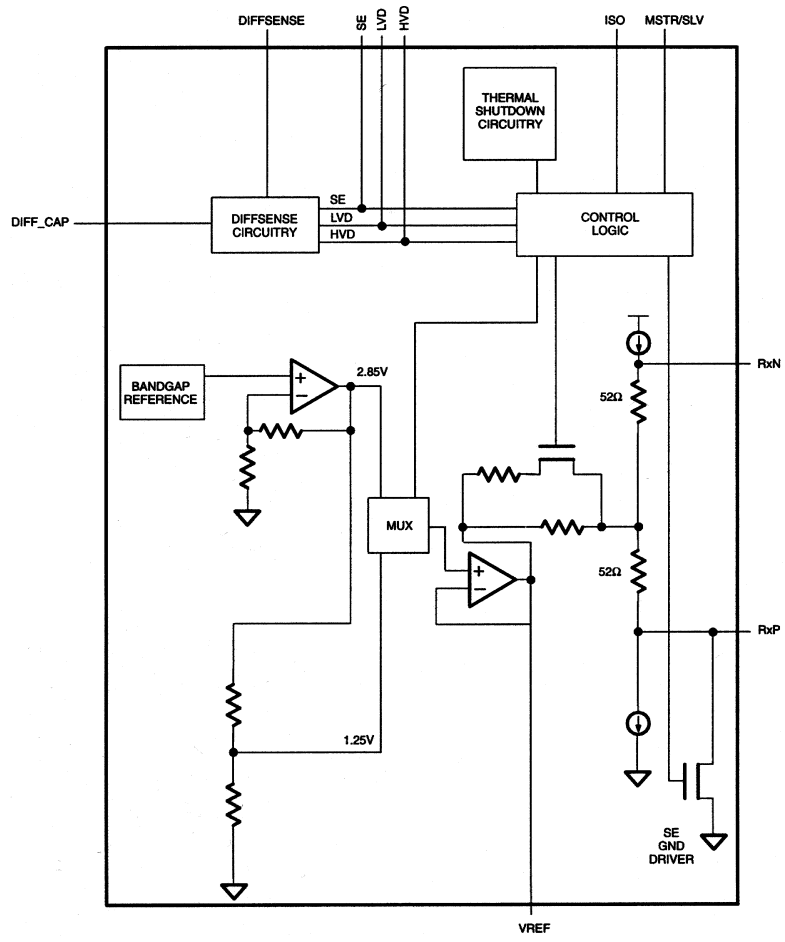 DIFFSENSE
SE
LVD
HVD
ISO
MSTR/SLV
THERMAL
SHUTDOWN
CIRCUITRY
DIFF_CAP
DIFFSENSE
CIRCUITRY
SE
LVD
HVD
CONTROL
LOGIC
BANDGAP
REFERENCE
+
−
2.85V
RxN
52Ω
MUX
+
−
52Ω
RxP
1.25V
SE
GND
DRIVER
VREF